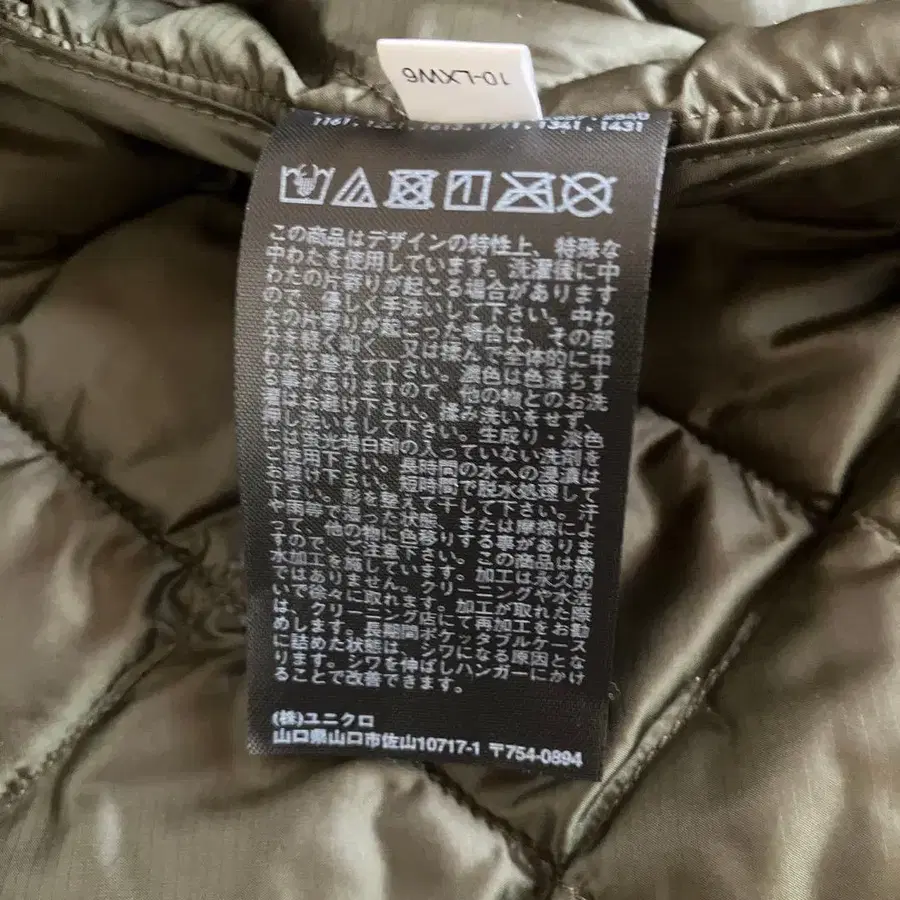 10-LXW6
1161.1221.1613.1711.1341.1431
この商品はデザインの特性上、特殊な
中わたを使用しています。洗濯後に中
わたの片寄りが起こる場合があります
ので、優しく手洗いして下さい。中わ
たの片寄りが起こった場合は、その部
分を軽く叩く、又は揉んで全体的に中
わたを整えて下さい。濃色は色落ちす
る事がありますので、他の物とのお洗
濯はお避け下さい。揉み洗いをせず、
押し洗いをして下さい。生成り・淡色
には蛍光増白剤の入っていない洗剤を
ご使用下さい。長時間の水への浸漬は
お避け下さい。短時間で脱水処理して
下さい。形を整えて干して下さい。汗
や雨等で湿った状態、または摩擦によ
って、他の物に色移りする事がありま
すので、ご注意下さい。この商品は撥
水加工を施しています。加工は永久的
ではありません。クリーニングや水洗
いで徐々に取れます。加工が取れた際
は、クリーニング店にて再加工をお勧
めします。長期間ポケッタブルケース
に詰めた状態は、シワになる原因とな
ります。シワを伸ばしハンガーにかけ
ることで改善できます。
(株)ユニクロ
山口県山口市佐山10717-1 〒754-0894